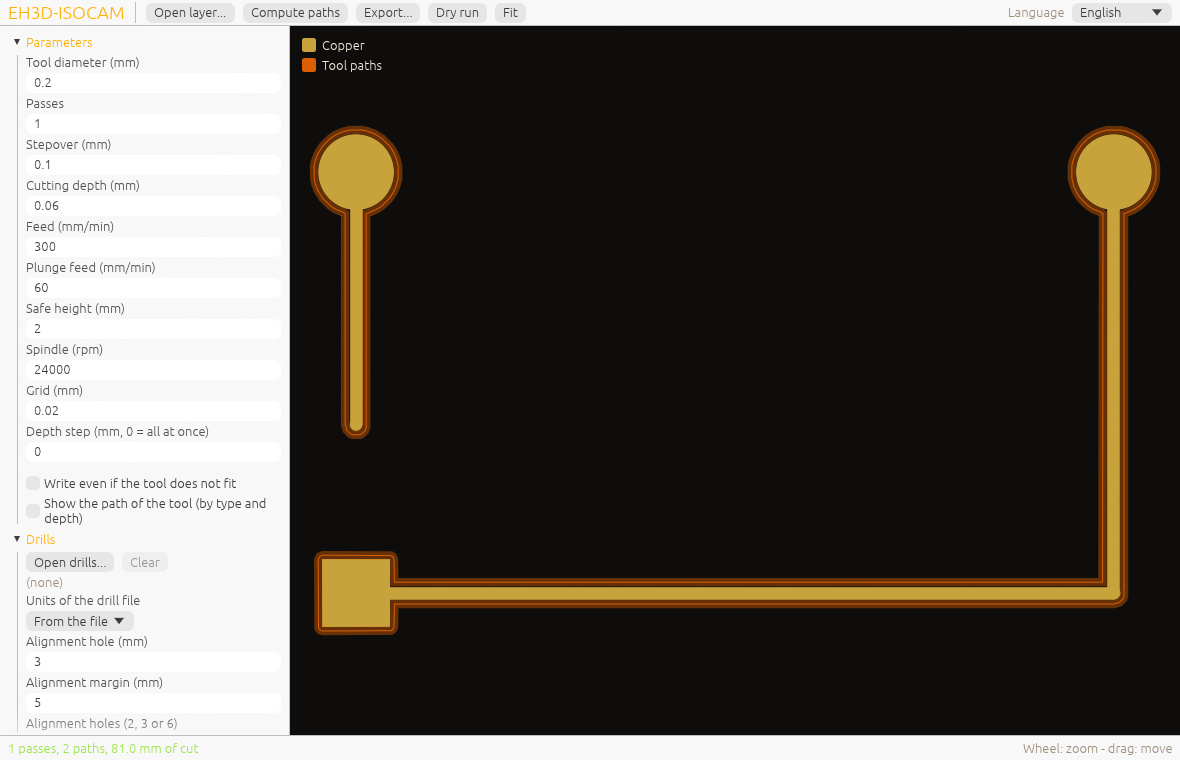 EH3D-ISOCAM
Open layer...
Compute paths
Export...
Dry run
Fit
Language
English
Parameters
Tool diameter (mm)
0.2
Passes
1
Stepover (mm)
0.1
Cutting depth (mm)
0.06
Feed (mm/min)
300
Plunge feed (mm/min)
60
Safe height (mm)
2
Spindle (rpm)
24000
Grid (mm)
0.02
Depth step (mm, 0 = all at once)
0
Write even if the tool does not fit
Show the path of the tool (by type and
depth)
Drills
Open drills...
Clear
(none)
Units of the drill file
From the file
Alignment hole (mm)
3
Alignment margin (mm)
5
Alignment holes (2, 3 or 6)
Copper
Tool paths
1 passes, 2 paths, 81.0 mm of cut
Wheel: zoom - drag: move